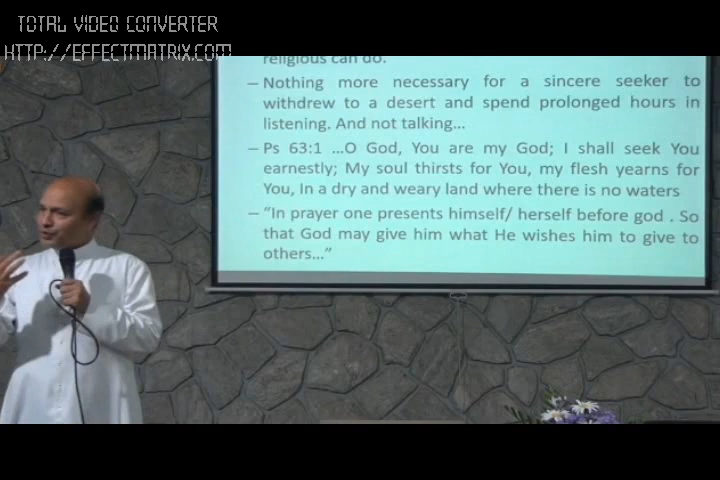 TOTAL VIDEO CONVERTER
HTTP://EFFECTMATRIX.COM
religious can do.
– Nothing more necessary for a sincere seeker to
withdrew to a desert and spend prolonged hours in
listening. And not talking...
– Ps 63:1 ...O God, You are my God; I shall seek You
earnestly; My soul thirsts for You, my flesh yearns for
You, In a dry and weary land where there is no waters
– “In prayer one presents himself/ herself before god . So
that God may give him what He wishes him to give to
others...”